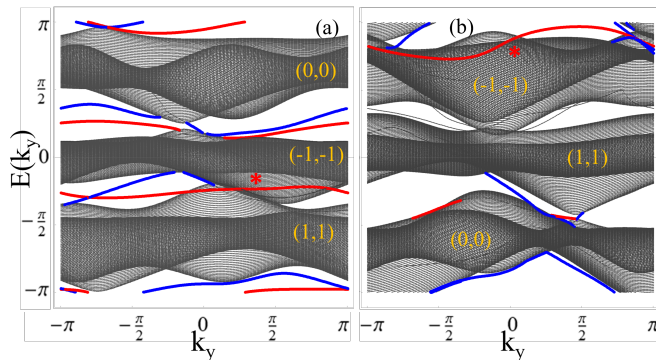 π (a) (b)
(0,0)
(-1,-1)
π/2
(-1,-1)
0
(1,1)
*
-π/2
(1,1)
(0,0)
-π
E(k_y)
-π -π/2 0 π/2 π -π -π/2 0 π/2 π
k_y k_y